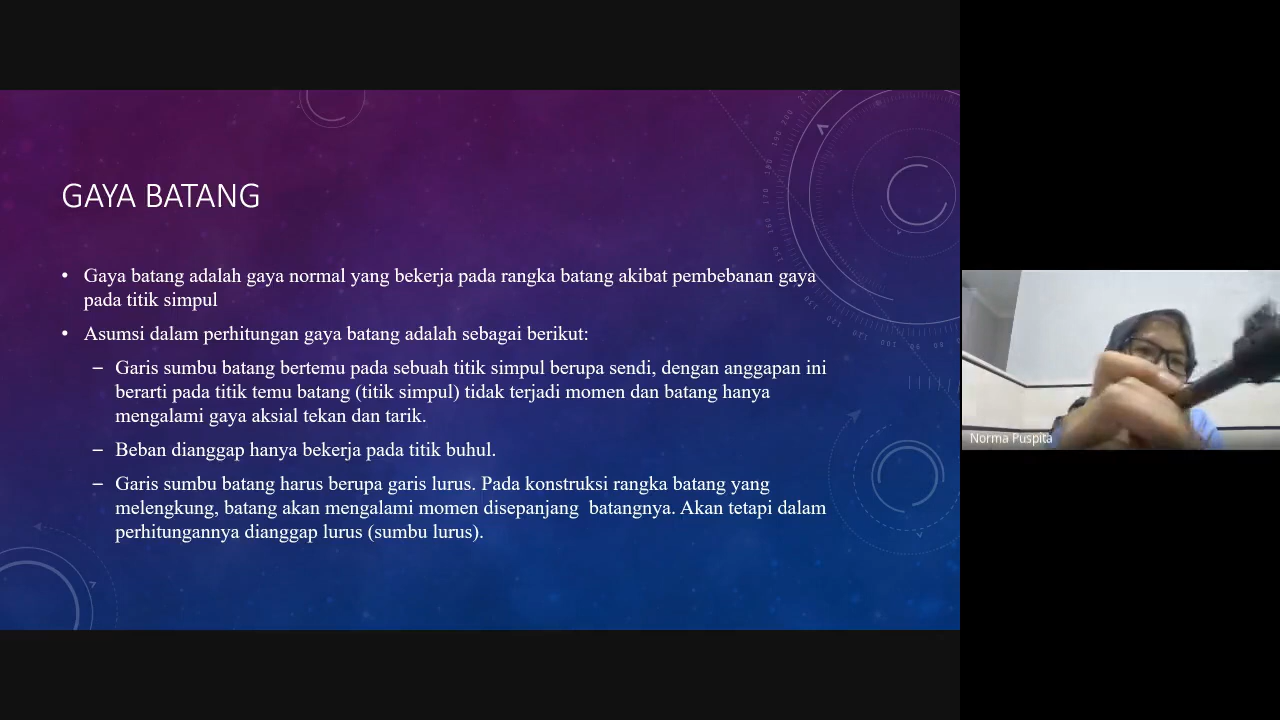 GAYA BATANG
• Gaya batang adalah gaya normal yang bekerja pada rangka batang akibat pembebanan gaya
pada titik simpul
• Asumsi dalam perhitungan gaya batang adalah sebagai berikut:
– Garis sumbu batang bertemu pada sebuah titik simpul berupa sendi, dengan anggapan ini
berarti pada titik temu batang (titik simpul) tidak terjadi momen dan batang hanya
mengalami gaya aksial tekan dan tarik.
– Beban dianggap hanya bekerja pada titik buhul.
– Garis sumbu batang harus berupa garis lurus. Pada konstruksi rangka batang yang
melengkung, batang akan mengalami momen disepanjang  batangnya. Akan tetapi dalam
perhitungannya dianggap lurus (sumbu lurus).
Norma Puspita